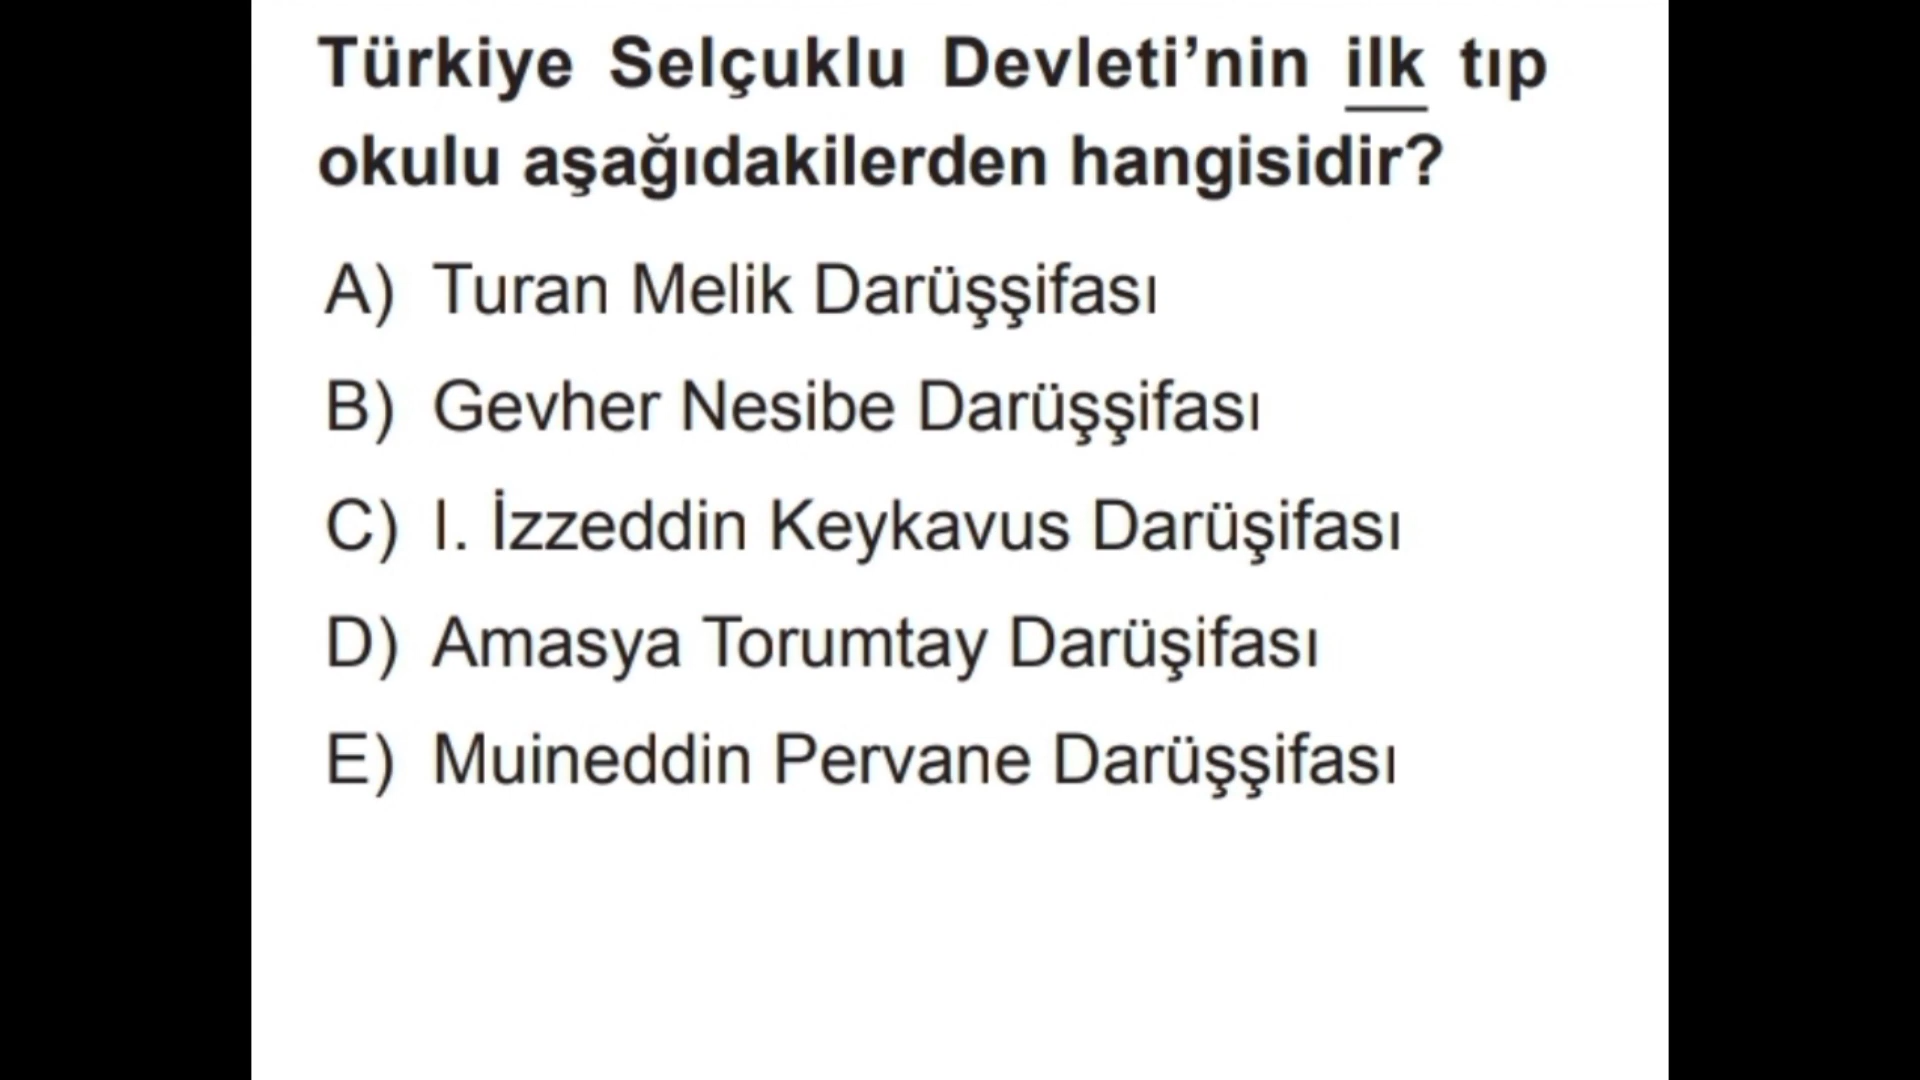 Türkiye Selçuklu Devleti’nin ilk tıp
okulu aşağıdakilerden hangisidir?
A) Turan Melik Darüşşifası
B) Gevher Nesibe Darüşşifası
C) I. İzzeddin Keykavus Darüşifası
D) Amasya Torumtay Darüşifası
E) Muineddin Pervane Darüşşifası